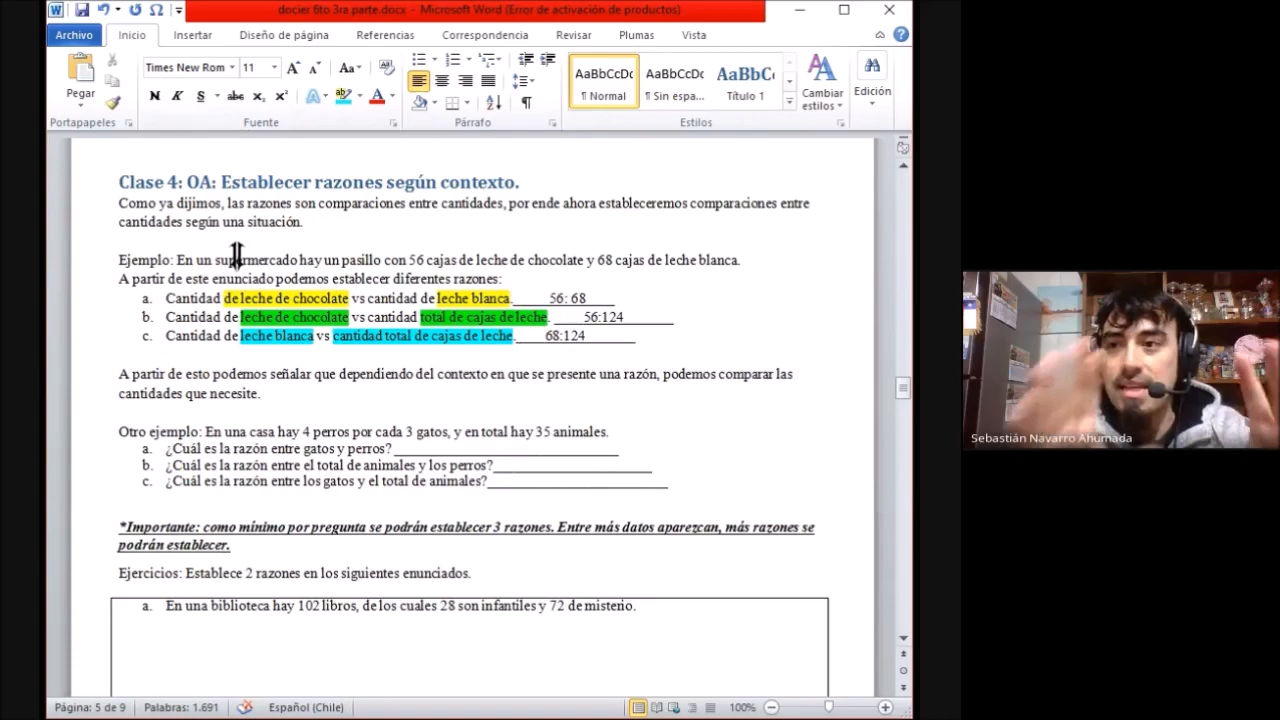 docier 6to 3ra parte.docx - Microsoft Word (Error de activación de productos)
Archivo Inicio Insertar Diseño de página Referencias Correspondencia Revisar Plumas Vista
Pegar
Times New Rom 11
N K S abc x₂ x² A A
AaBbCcDc AaBbCcDc AaBbC
¶ Normal ¶ Sin espa... Título 1
Cambiar estilos
Edición
Portapapeles Fuente Párrafo Estilos
Clase 4: OA: Establecer razones según contexto.
Como ya dijimos, las razones son comparaciones entre cantidades, por ende ahora estableceremos comparaciones entre
cantidades según una situación.
Ejemplo: En un supermercado hay un pasillo con 56 cajas de leche de chocolate y 68 cajas de leche blanca.
A partir de este enunciado podemos establecer diferentes razones:
a. Cantidad de leche de chocolate vs cantidad de leche blanca. 56: 68
b. Cantidad de leche de chocolate vs cantidad total de cajas de leche. 56:124
c. Cantidad de leche blanca vs cantidad total de cajas de leche. 68:124
A partir de esto podemos señalar que dependiendo del contexto en que se presente una razón, podemos comparar las
cantidades que necesite.
Otro ejemplo: En una casa hay 4 perros por cada 3 gatos, y en total hay 35 animales.
a. ¿Cuál es la razón entre gatos y perros?
b. ¿Cuál es la razón entre el total de animales y los perros?
c. ¿Cuál es la razón entre los gatos y el total de animales?
*Importante: como mínimo por pregunta se podrán establecer 3 razones. Entre más datos aparezcan, más razones se
podrán establecer.
Ejercicios: Establece 2 razones en los siguientes enunciados.
a. En una biblioteca hay 102 libros, de los cuales 28 son infantiles y 72 de misterio.
Página: 5 de 9 Palabras: 1.691 Español (Chile) 100%
Sebastián Navarro Ahumada